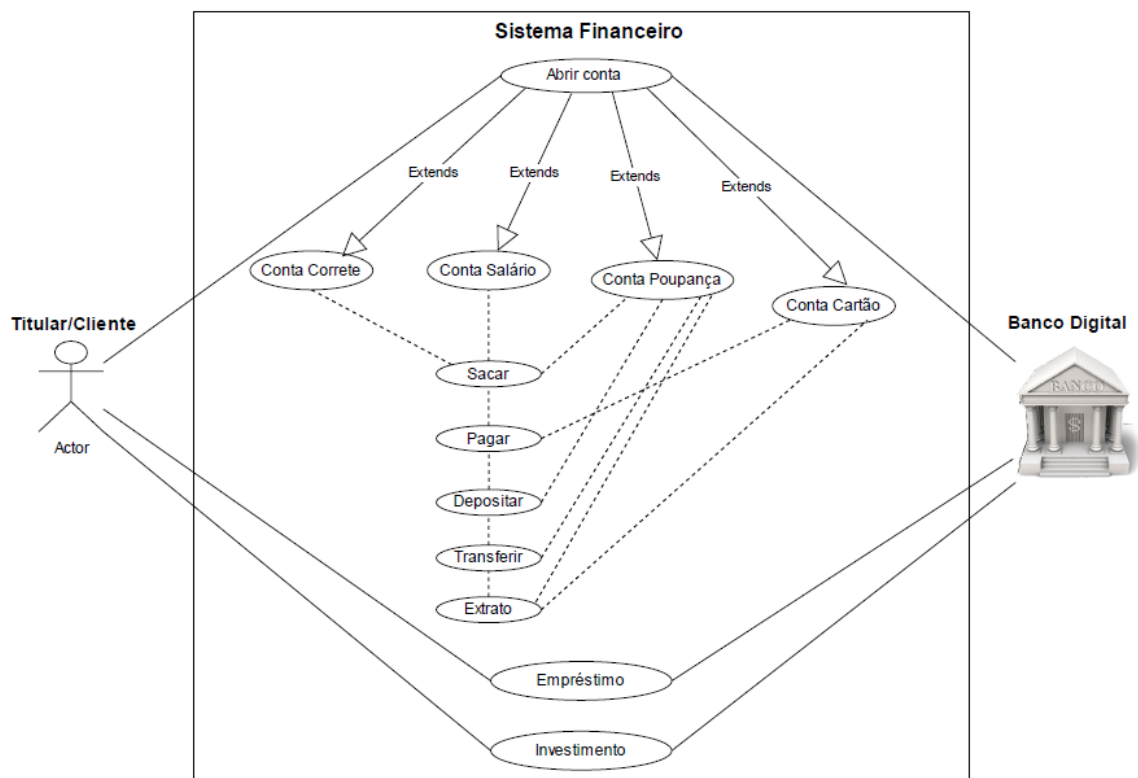 Sistema Financeiro
Abrir conta
Extends
Extends
Extends
Extends
Conta Correte
Conta Salário
Conta Poupança
Conta Cartão
Titular/Cliente
Actor
Banco Digital
BANCO
$
Sacar
Pagar
Depositar
Transferir
Extrato
Empréstimo
Investimento